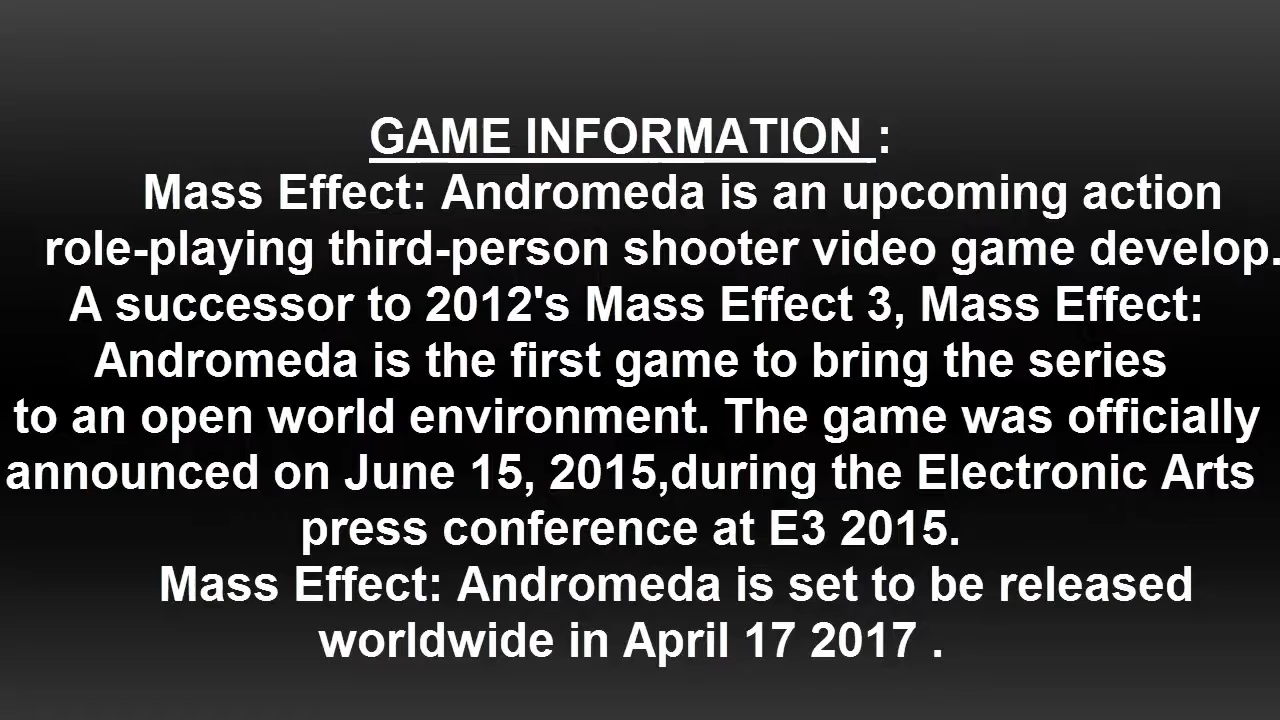 GAME INFORMATION :
Mass Effect: Andromeda is an upcoming action
role-playing third-person shooter video game develop.
A successor to 2012's Mass Effect 3, Mass Effect:
Andromeda is the first game to bring the series
to an open world environment. The game was officially
announced on June 15, 2015,during the Electronic Arts
press conference at E3 2015.
Mass Effect: Andromeda is set to be released
worldwide in April 17 2017 .